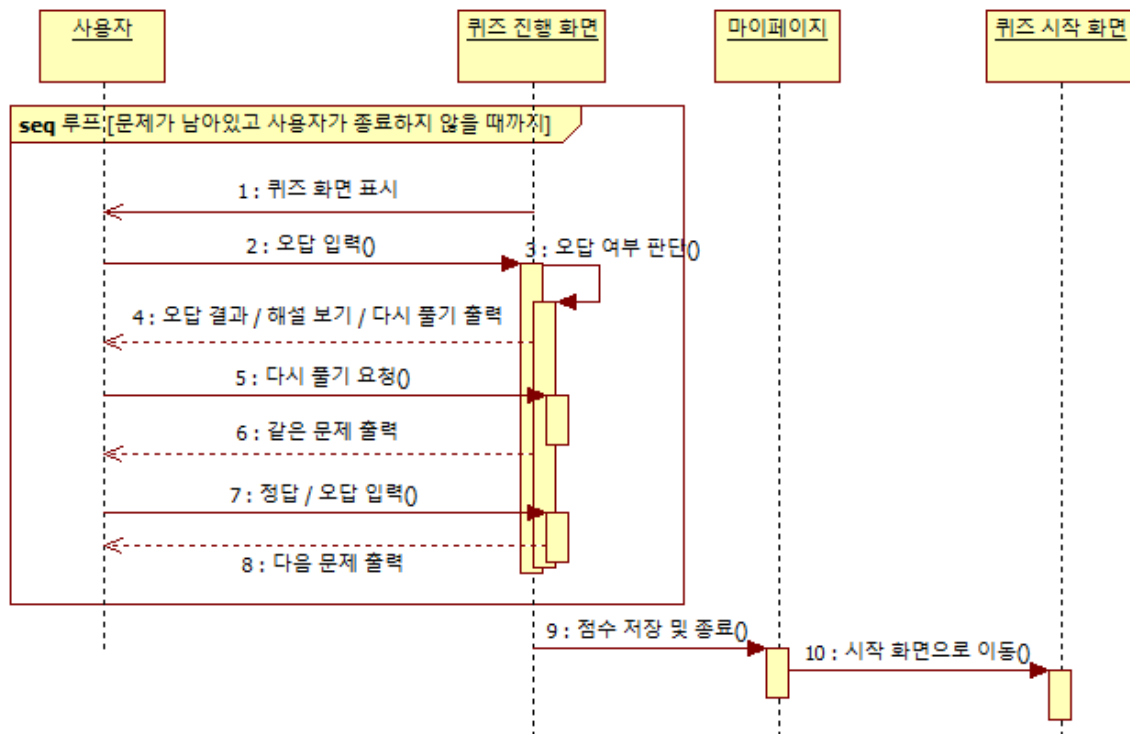 사용자
퀴즈 진행 화면
마이페이지
퀴즈 시작 화면
seq 루프 [문제가 남아있고 사용자가 종료하지 않을 때까지]
1 : 퀴즈 화면 표시
2 : 오답 입력()
3 : 오답 여부 판단()
4 : 오답 결과 / 해설 보기 / 다시 풀기 출력
5 : 다시 풀기 요청()
6 : 같은 문제 출력
7 : 정답 / 오답 입력()
8 : 다음 문제 출력
9 : 점수 저장 및 종료()
10 : 시작 화면으로 이동()